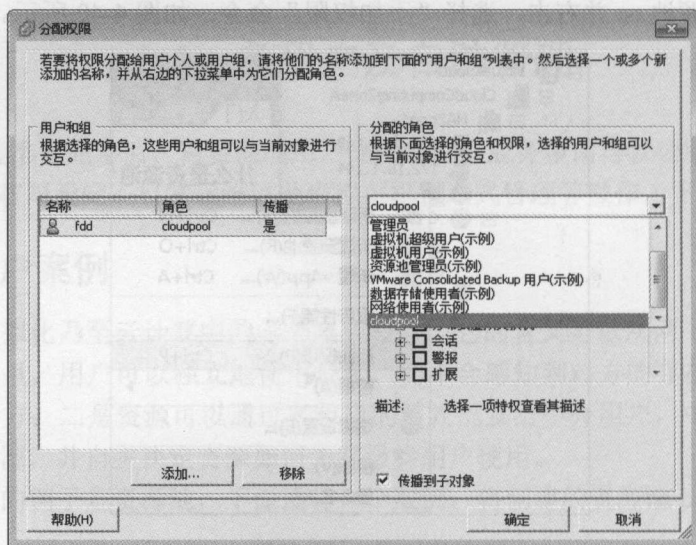 分配权限
若要将权限分配给用户个人或用户组，请将他们的名称添加到下面的"用户和组"列表中。然后选择一个或多个新
添加的名称，并从右边的下拉菜单中为它们分配角色。
用户和组
根据选择的角色，这些用户和组可以与当前对象进行
交互。
名称 角色 传播
fdd cloudpool 是
添加... 移除
分配的角色
根据下面选择的角色和权限，选择的用户和组可以
与当前对象进行交互。
cloudpool
管理员
虚拟机超级用户(示例)
虚拟机用户(示例)
资源池管理员(示例)
VMware Consolidated Backup 用户(示例)
数据存储使用者(示例)
网络使用者(示例)
cloudpool
会话
警报
扩展
描述: 选择一项特权查看其描述
传播到子对象
帮助(H) 确定 取消